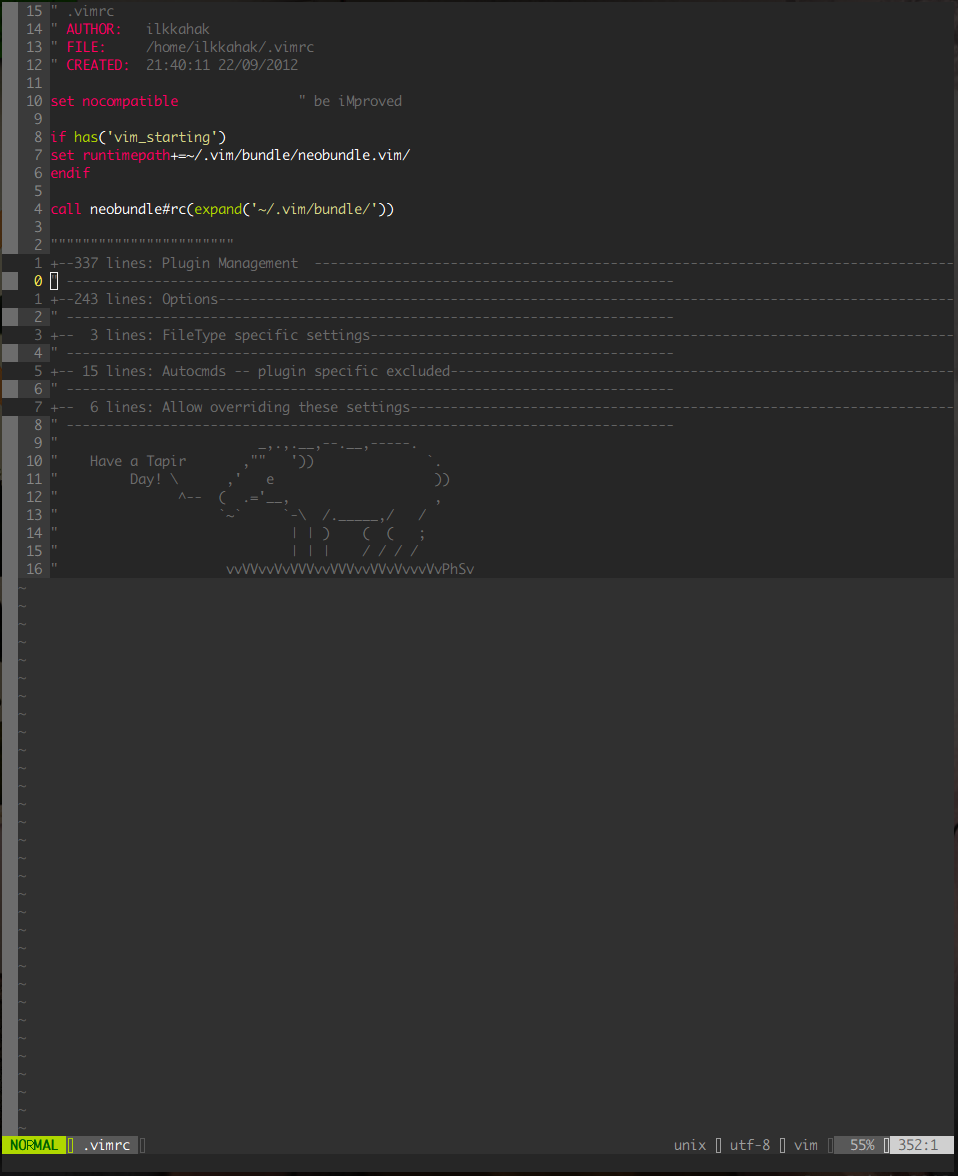 15 " .vimrc
14 " AUTHOR:   ilkkahak
13 " FILE:     /home/ilkkahak/.vimrc
12 " CREATED:  21:40:11 22/09/2012
11
10 set nocompatible               " be iMproved
9
8 if has('vim_starting')
7 set runtimepath+=~/.vim/bundle/neobundle.vim/
6 endif
5
4 call neobundle#rc(expand('~/.vim/bundle/'))
3
2 """""""""""""""""""""""
1 +--337 lines: Plugin Management  --------------------------------------------------------------------------------
0 " ----------------------------------------------------------------------------
1 +--243 lines: Options--------------------------------------------------------------------------------------------
2 " ----------------------------------------------------------------------------
3 +--  3 lines: FileType specific settings-------------------------------------------------------------------------
4 " ----------------------------------------------------------------------------
5 +-- 15 lines: Autocmds -- plugin specific excluded---------------------------------------------------------------
6 " ----------------------------------------------------------------------------
7 +--  6 lines: Allow overriding these settings--------------------------------------------------------------------
8 " ----------------------------------------------------------------------------
9 "                         _,.,.__,--.__,-----.
10 "    Have a Tapir       ,""   '))              `.
11 "         Day! \      ,'   e                    ))
12 "               ^--  (  .='__,                  ,
13 "                    `~`     `-\  /._____,/   /
14 "                             | | )    (  (   ;
15 "                             | | |    / / / /
16 "                     vvVVvvVvVVVvvVVVvvVVvVvvvVvPhSv
NORMAL .vimrc unix utf-8 vim 55% 352:1